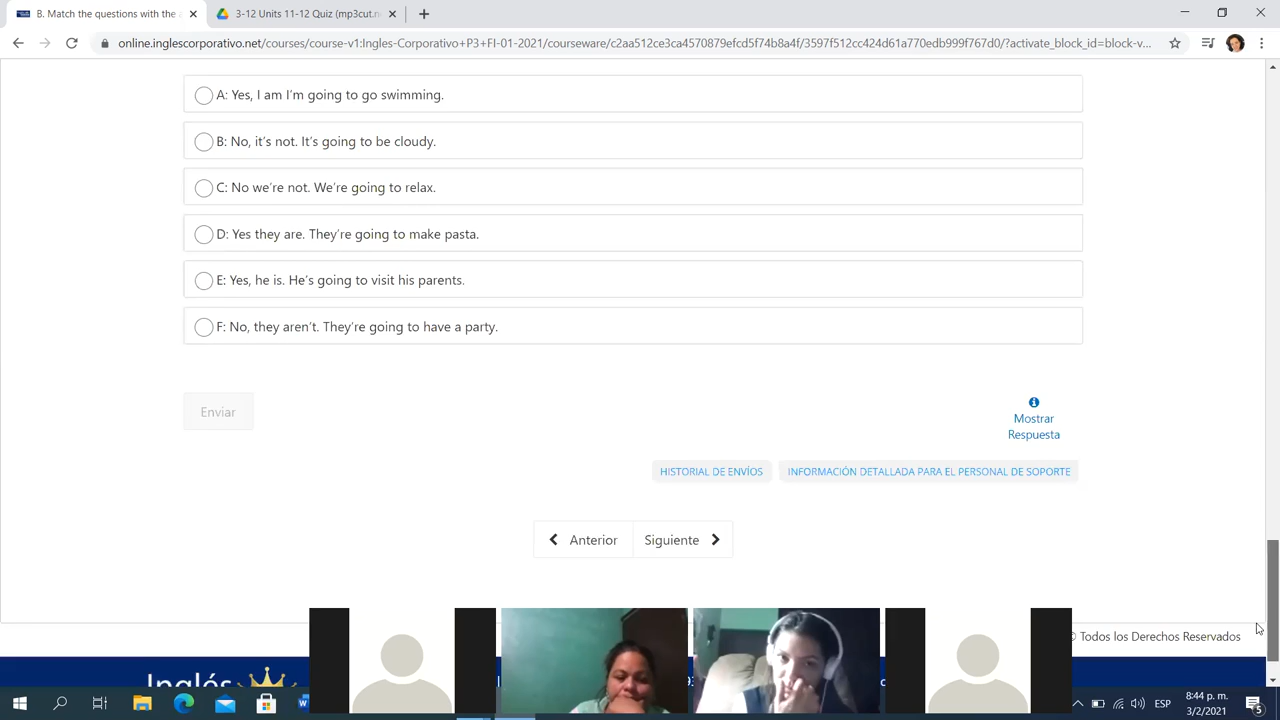 B. Match the questions with the a
3-12 Units 11-12 Quiz (mp3cut.ne
online.inglescorporativo.net/courses/course-v1:Ingles-Corporativo+P3+FI-01-2021/courseware/c2aa512ce3ca4570879efcd5f74b8a4f/3597f512cc424d61a770edb999f767d0/?activate_block_id=block-v...
A: Yes, I am I'm going to go swimming.
B: No, it's not. It's going to be cloudy.
C: No we're not. We're going to relax.
D: Yes they are. They're going to make pasta.
E: Yes, he is. He's going to visit his parents.
F: No, they aren't. They're going to have a party.
Enviar
Mostrar
Respuesta
HISTORIAL DE ENVÍOS
INFORMACIÓN DETALLADA PARA EL PERSONAL DE SOPORTE
Anterior
Siguiente
© Todos los Derechos Reservados
Inglés
ESP
8:44 p. m.
3/2/2021
5